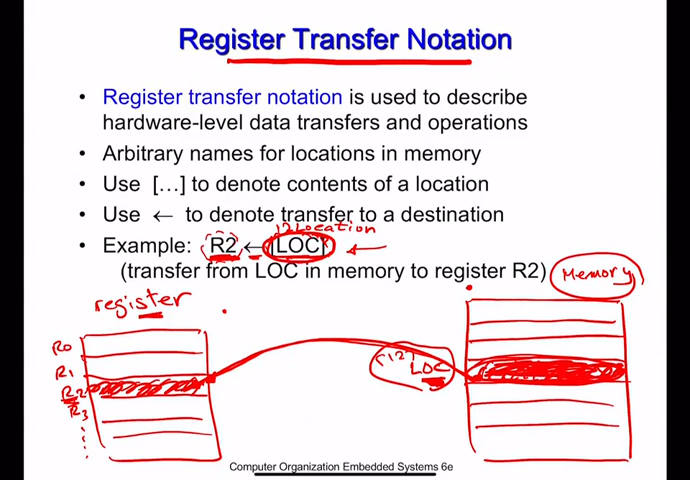 Register Transfer Notation
• Register transfer notation is used to describe
hardware-level data transfers and operations
• Arbitrary names for locations in memory
• Use […] to denote contents of a location
• Use ← to denote transfer to a destination
Location
• Example: R2 ← [LOC]
(transfer from LOC in memory to register R2)
Memory
register
R0
R1
R2
R3
LOC
Computer Organization Embedded Systems 6e